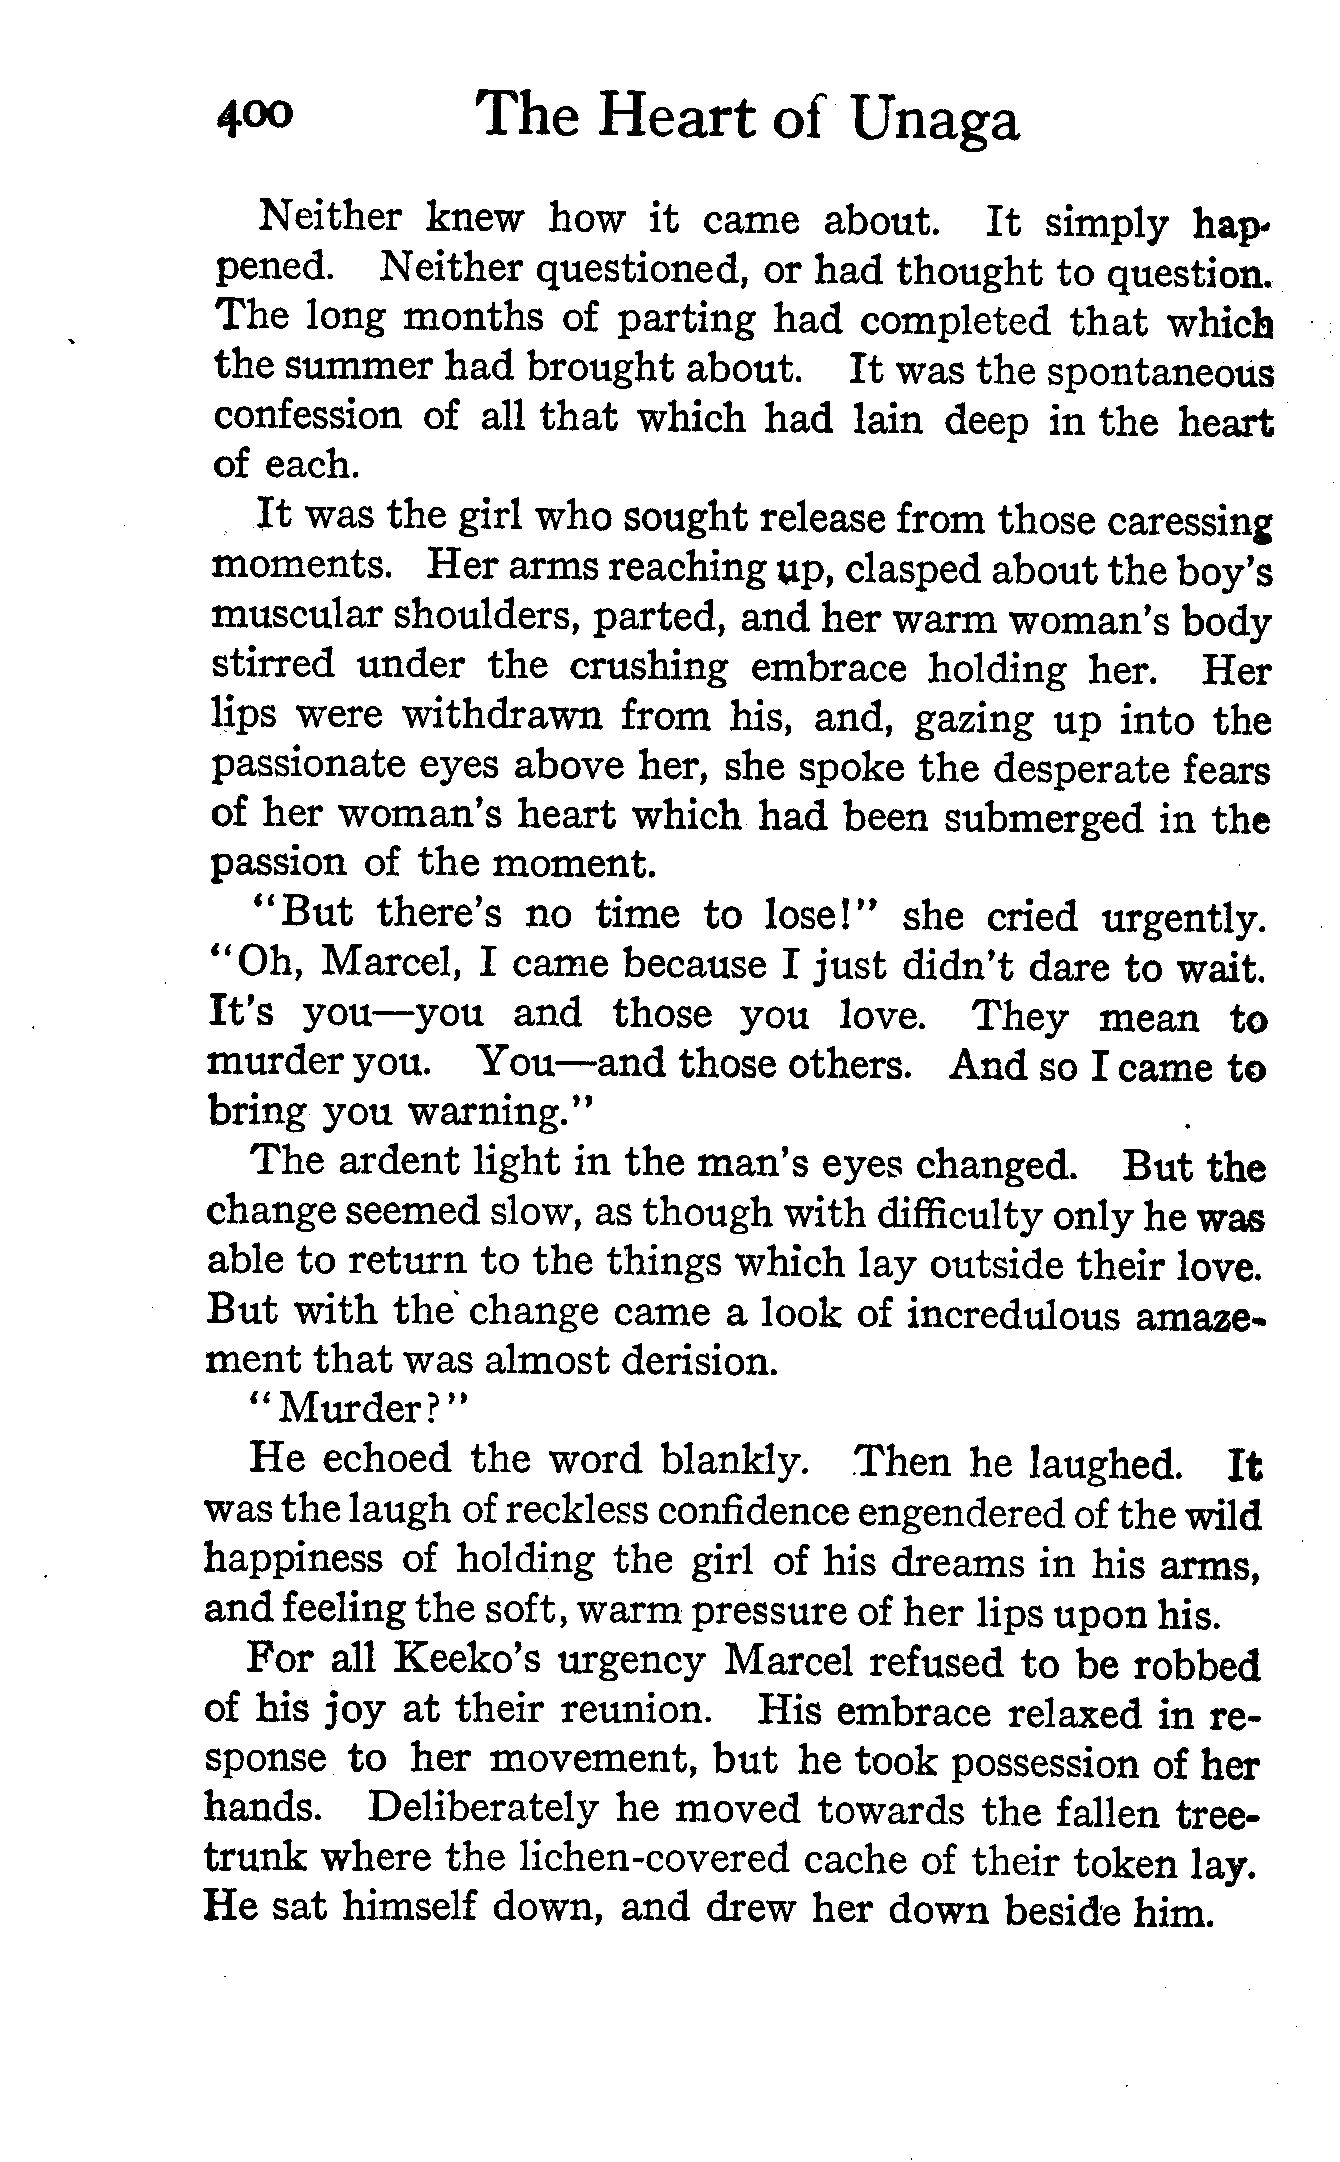 400 The Heart of Unaga
Neither knew how it came about. It simply hap-
pened. Neither questioned, or had thought to question.
The long months of parting had completed that which
the summer had brought about. It was the spontaneous
confession of all that which had lain deep in the heart
of each.
It was the girl who sought release from those caressing
moments. Her arms reaching up, clasped about the boy's
muscular shoulders, parted, and her warm woman's body
stirred under the crushing embrace holding her. Her
lips were withdrawn from his, and, gazing up into the
passionate eyes above her, she spoke the desperate fears
of her woman's heart which had been submerged in the
passion of the moment.
"But there's no time to lose!" she cried urgently.
"Oh, Marcel, I came because I just didn't dare to wait.
It's you—you and those you love. They mean to
murder you. You—and those others. And so I came to
bring you warning."
The ardent light in the man's eyes changed. But the
change seemed slow, as though with difficulty only he was
able to return to the things which lay outside their love.
But with the change came a look of incredulous amaze-
ment that was almost derision.
"Murder?"
He echoed the word blankly. Then he laughed. It
was the laugh of reckless confidence engendered of the wild
happiness of holding the girl of his dreams in his arms,
and feeling the soft, warm pressure of her lips upon his.
For all Keeko's urgency Marcel refused to be robbed
of his joy at their reunion. His embrace relaxed in re-
sponse to her movement, but he took possession of her
hands. Deliberately he moved towards the fallen tree-
trunk where the lichen-covered cache of their token lay.
He sat himself down, and drew her down beside him.